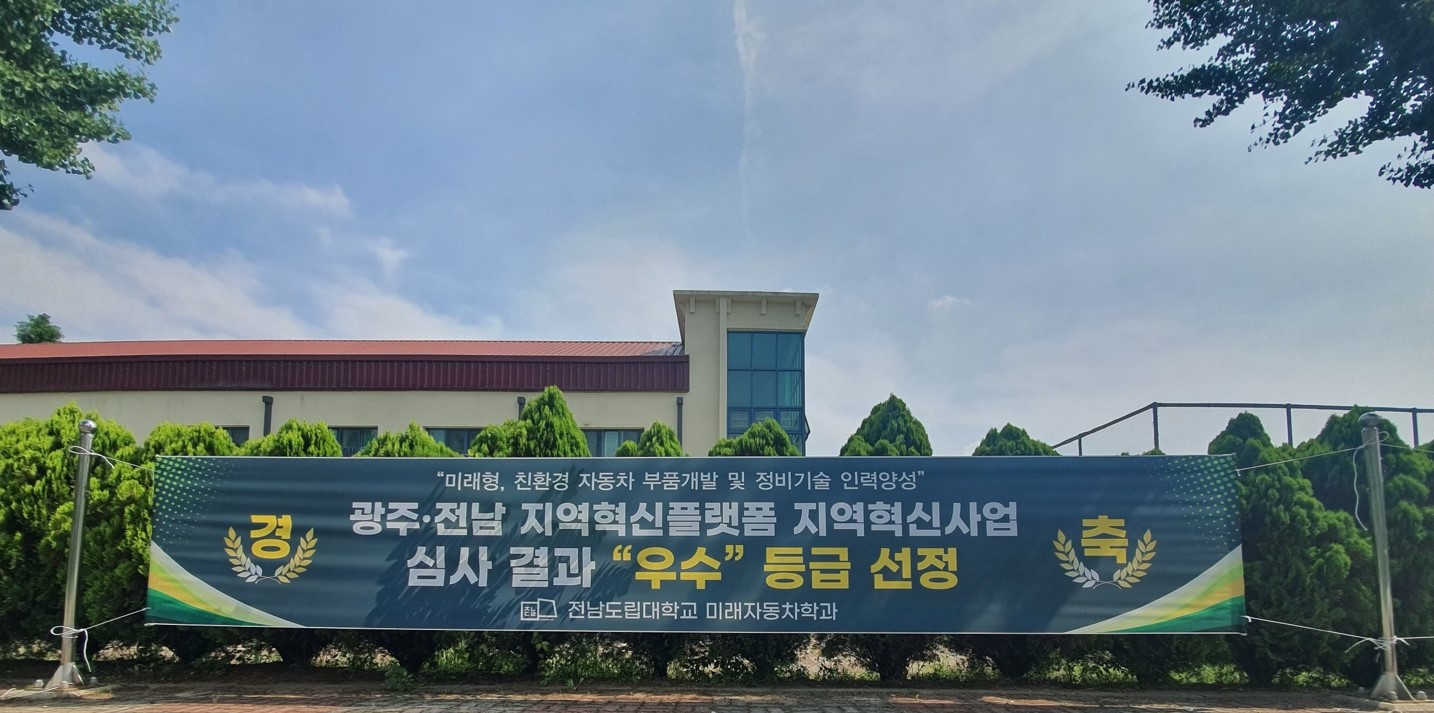 “미래형, 친환경 자동차 부품개발 및 정비기술 인력양성”
경
광주·전남 지역혁신플랫폼 지역혁신사업
심사 결과 “우수” 등급 선정
축
전남도립대학교 미래자동차학과